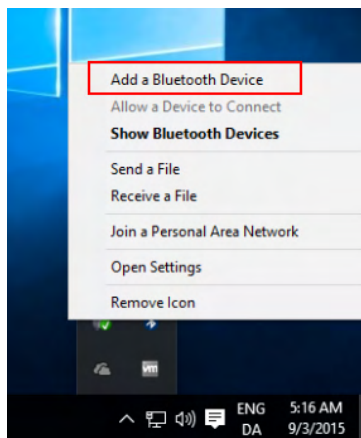 Add a Bluetooth Device
Allow a Device to Connect
Show Bluetooth Devices
Send a File
Receive a File
Join a Personal Area Network
Open Settings
Remove Icon
vm
ENG 5:16 AM
DA 9/3/2015